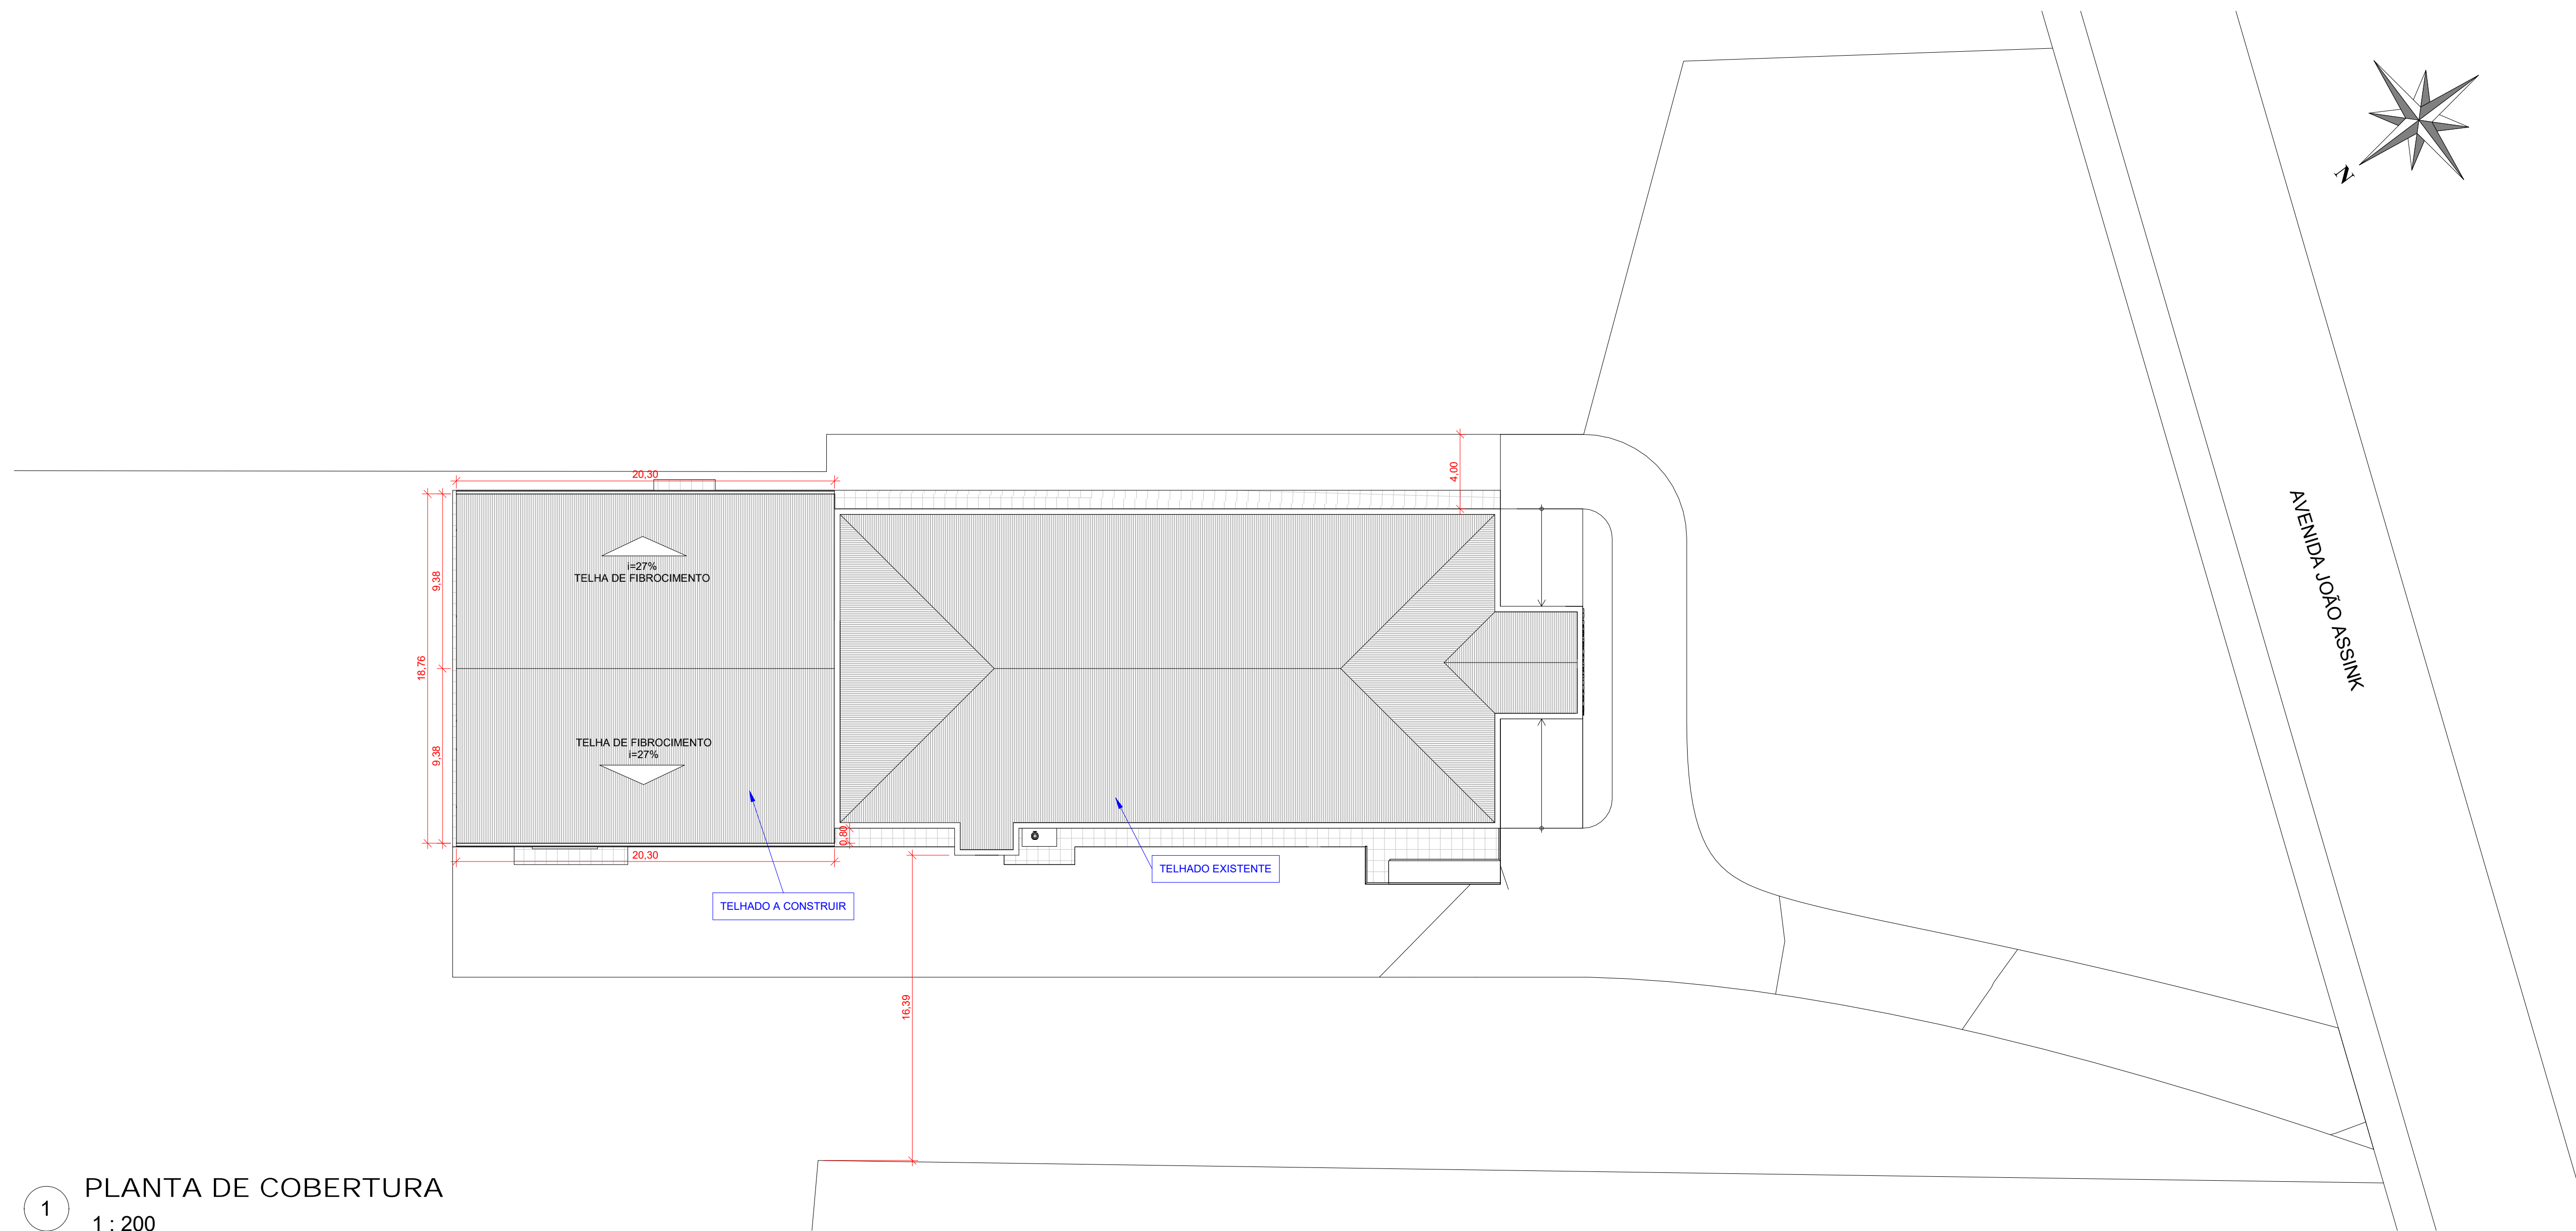 N
AVENIDA JOÃO ASSINK
4,00
20,30
i=27%
TELHA DE FIBROCIMENTO
9,38
18,76
9,38
TELHA DE FIBROCIMENTO
i=27%
0,80
20,30
TELHADO EXISTENTE
TELHADO A CONSTRUIR
16,39
1
PLANTA DE COBERTURA
1 : 200